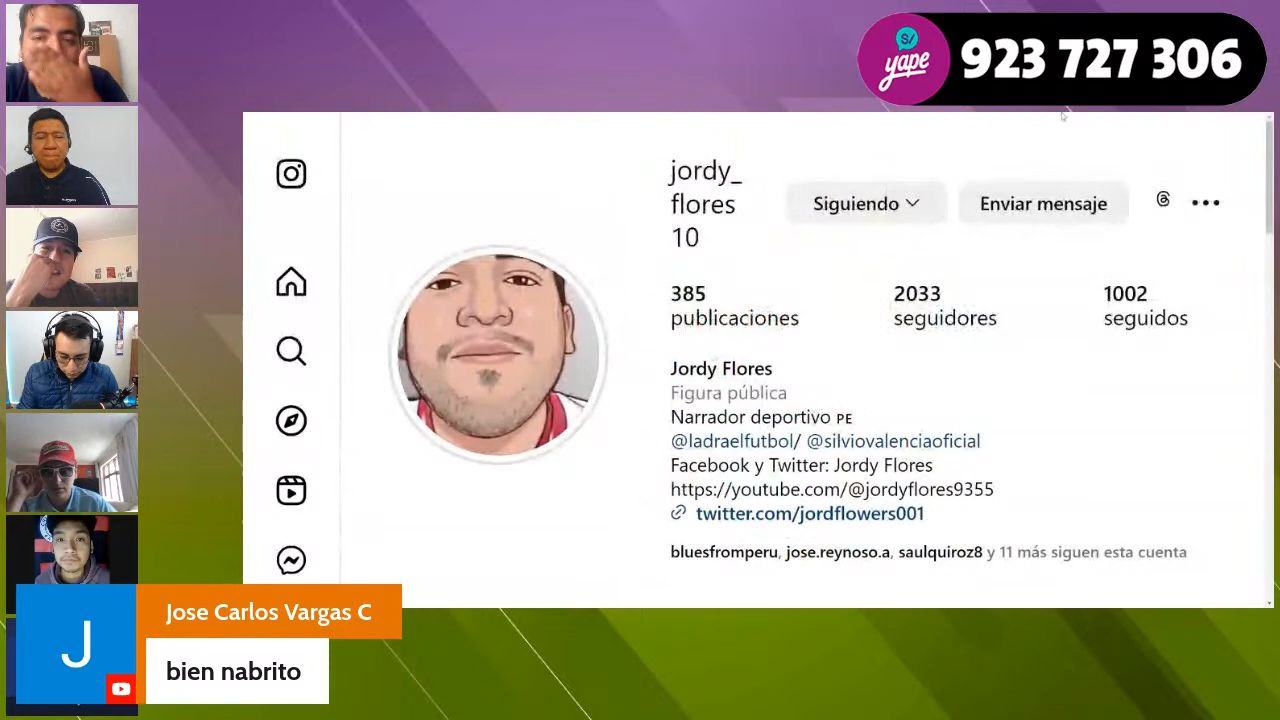 S/
yape
923 727 306
jordy_
flores
10
Siguiendo
Enviar mensaje
385
publicaciones
2033
seguidores
1002
seguidos
Jordy Flores
Figura pública
Narrador deportivo PE
@ladraelfutbol/ @silviovalenciaoficial
Facebook y Twitter: Jordy Flores
https://youtube.com/@jordyflores9355
twitter.com/jordflowers001
bluesfromperu, jose.reynoso.a, saulquiroz8 y 11 más siguen esta cuenta
J
Jose Carlos Vargas C
bien nabrito